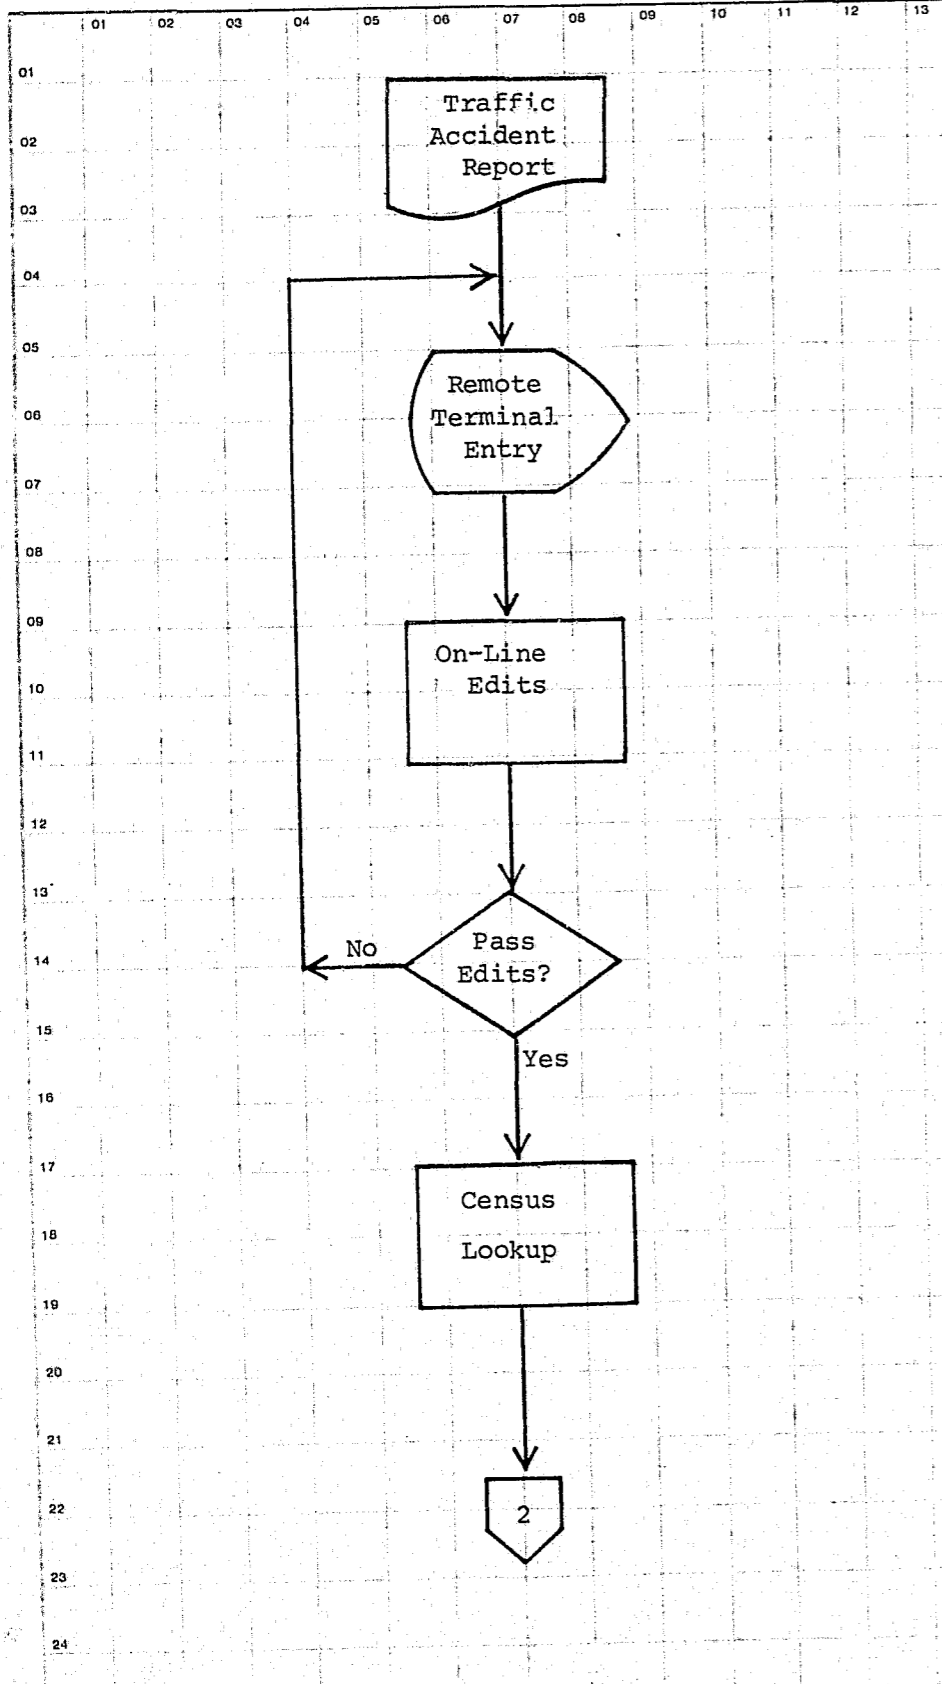 01 02 03 04 05 06 07 08 09 10 11 12 13
01
Traffic
02
Accident
Report
03
04
05
Remote
06
Terminal
Entry
07
08
09
On-Line
Edits
10
11
12
13
Pass
No
14
Edits?
15
Yes
16
17
Census
18
Lookup
19
20
21
22
2
23
24